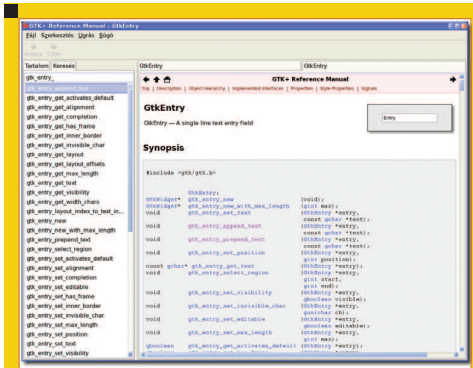 GTK+ Reference Manual : GtkEntry
Fájl Szerkesztés Ugrás Súgó
Tartalom Keresés
gtk_entry_
gtk_entry_append_text
gtk_entry_get_activates_default
gtk_entry_get_alignment
gtk_entry_get_completion
gtk_entry_get_has_frame
gtk_entry_get_inner_border
gtk_entry_get_invisible_char
gtk_entry_get_layout
gtk_entry_get_layout_offsets
gtk_entry_get_max_length
gtk_entry_get_text
gtk_entry_get_visibility
gtk_entry_get_width_chars
gtk_entry_layout_index_to_text_in...
gtk_entry_new
gtk_entry_new_with_max_length
gtk_entry_prepend_text
gtk_entry_select_region
gtk_entry_set_activates_default
gtk_entry_set_alignment
gtk_entry_set_completion
gtk_entry_set_editable
gtk_entry_set_has_frame
gtk_entry_set_inner_border
gtk_entry_set_invisible_char
gtk_entry_set_max_length
gtk_entry_set_position
gtk_entry_set_text
gtk_entry_set_visibility
GtkEntry GtkEntry
GTK+ Reference Manual
Top | Description | Object Hierarchy | Implemented Interfaces | Properties | Style Properties | Signals
GtkEntry
Entry
GtkEntry — A single line text entry field
Synopsis
#include <gtk/gtk.h>
GtkEntry;
GtkWidget* gtk_entry_new (void);
GtkWidget* gtk_entry_new_with_max_length (gint max);
void gtk_entry_set_text (GtkEntry *entry,
const gchar *text);
void gtk_entry_append_text (GtkEntry *entry,
const gchar *text);
void gtk_entry_prepend_text (GtkEntry *entry,
const gchar *text);
void gtk_entry_set_position (GtkEntry *entry,
gint position);
const gchar* gtk_entry_get_text (GtkEntry *entry);
void gtk_entry_select_region (GtkEntry *entry,
gint start,
gint end);
void gtk_entry_set_visibility (GtkEntry *entry,
gboolean visible);
void gtk_entry_set_invisible_char (GtkEntry *entry,
gunichar ch);
void gtk_entry_set_editable (GtkEntry *entry,
gboolean editable);
void gtk_entry_set_max_length (GtkEntry *entry,
gint max);
gboolean gtk_entry_get_activates_default (GtkEntry *entry);